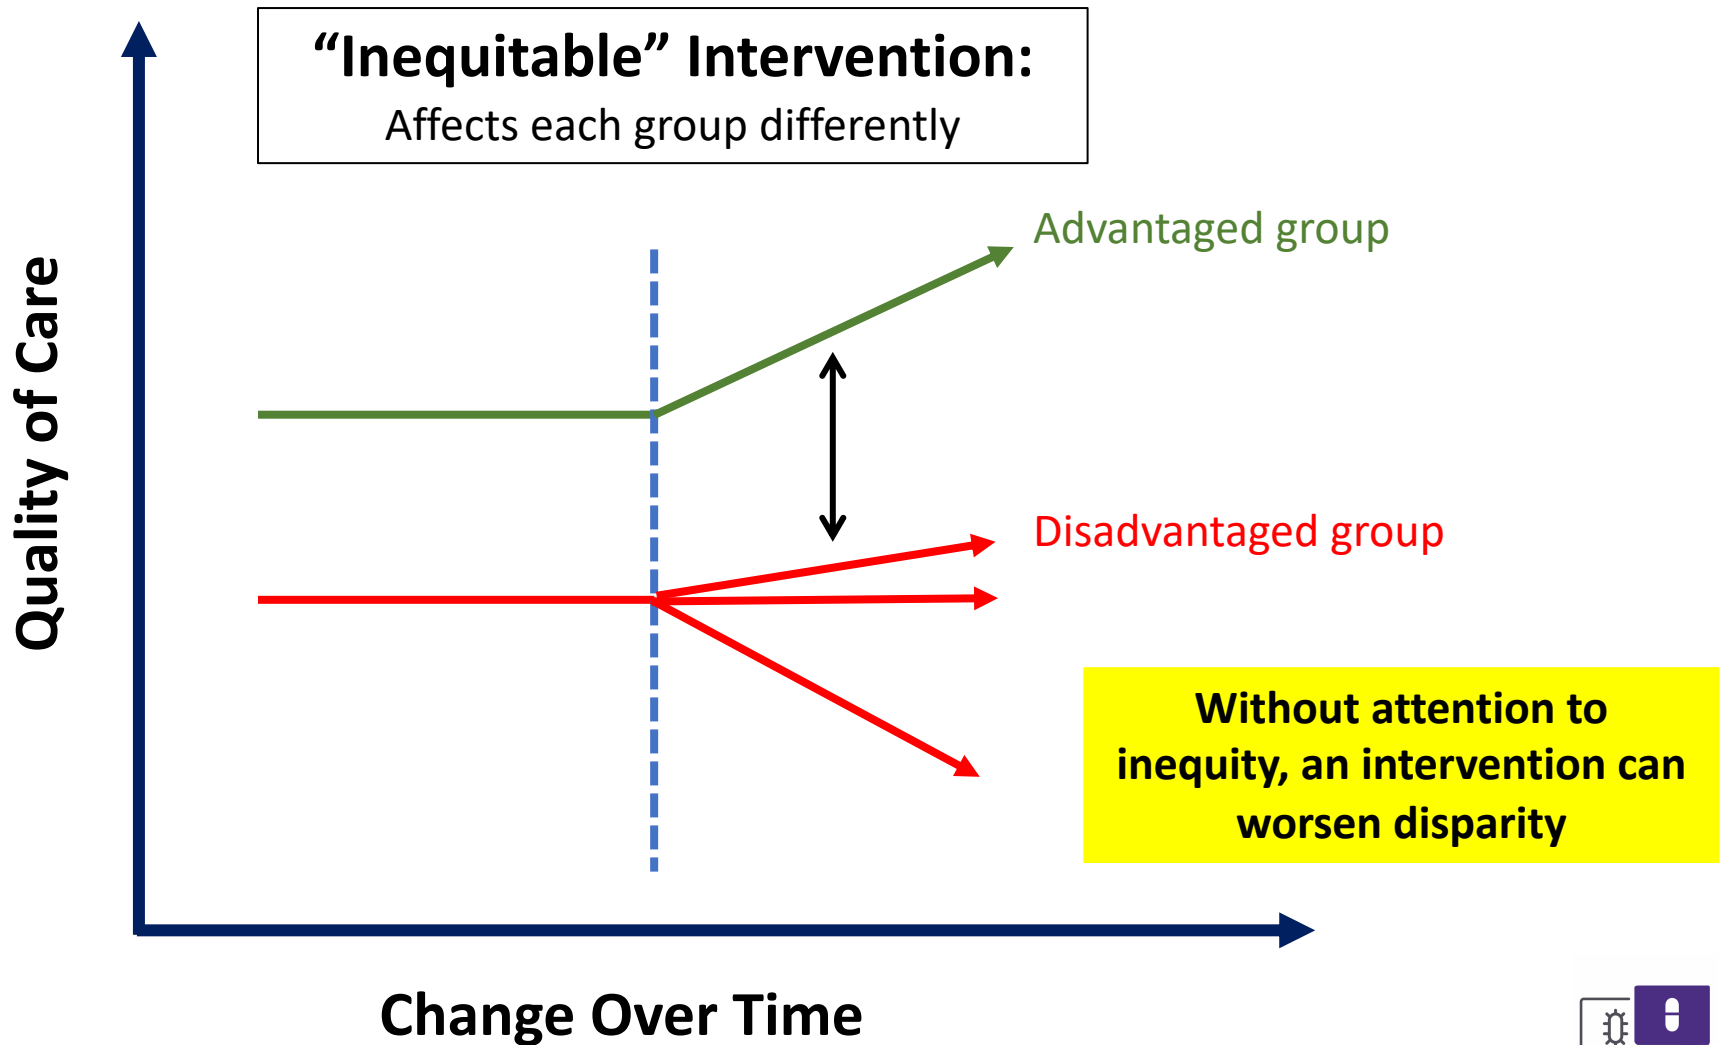 “Inequitable” Intervention:
Affects each group differently
Quality of Care
Advantaged group
Disadvantaged group
Without attention to
inequity, an intervention can
worsen disparity
Change Over Time